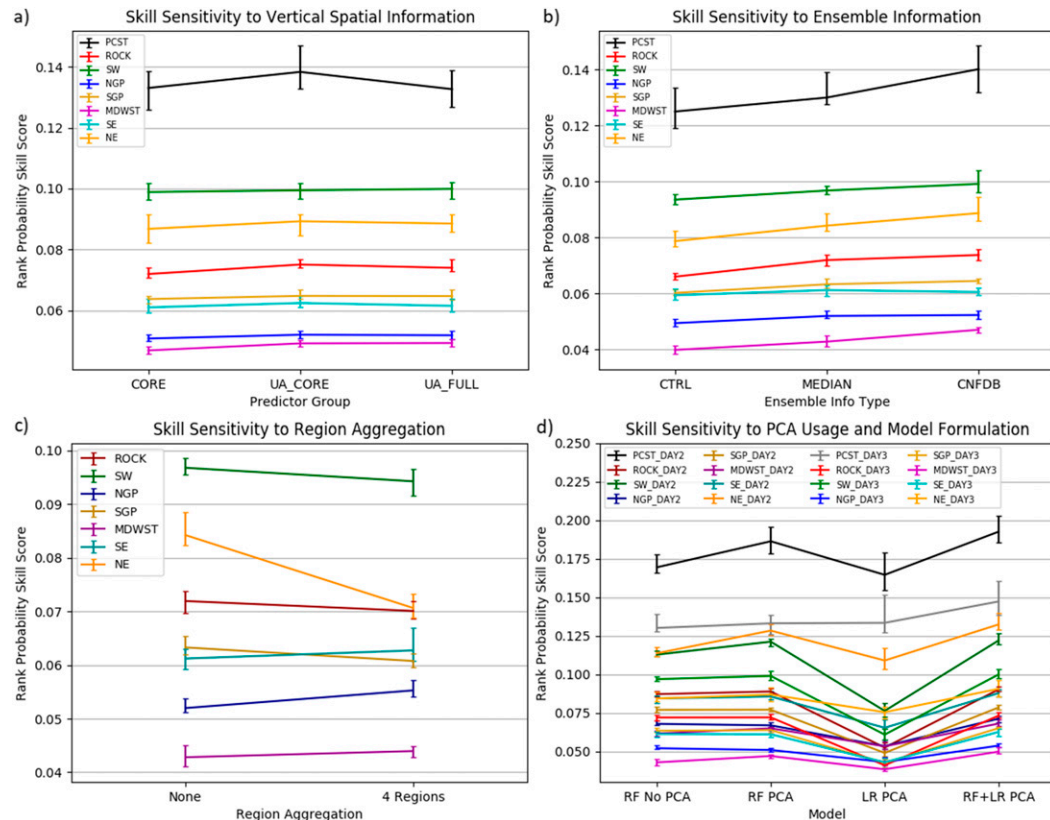 a)
Skill Sensitivity to Vertical Spatial Information
PCST
ROCK
SW
NGP
SGP
MDWST
SE
NE
0.14
0.12
0.10
0.08
0.06
Rank Probability Skill Score
CORE
UA_CORE
UA_FULL
Predictor Group
b)
Skill Sensitivity to Ensemble Information
PCST
ROCK
SW
NGP
SGP
MDWST
SE
NE
0.14
0.12
0.10
0.08
0.06
0.04
Rank Probability Skill Score
CTRL
MEDIAN
CNFDB
Ensemble Info Type
c)
Skill Sensitivity to Region Aggregation
ROCK
SW
NGP
SGP
MDWST
SE
NE
0.10
0.09
0.08
0.07
0.06
0.05
0.04
Rank Probability Skill Score
None
4 Regions
Region Aggregation
d)
Skill Sensitivity to PCA Usage and Model Formulation
PCST_DAY2 SGP_DAY2 PCST_DAY3 SGP_DAY3
ROCK_DAY2 MDWST_DAY2 ROCK_DAY3 MDWST_DAY3
SW_DAY2 SE_DAY2 SW_DAY3 SE_DAY3
NGP_DAY2 NE_DAY2 NGP_DAY3 NE_DAY3
0.250
0.225
0.200
0.175
0.150
0.125
0.100
0.075
0.050
Rank Probability Skill Score
RF No PCA
RF PCA
LR PCA
RF+LR PCA
Model